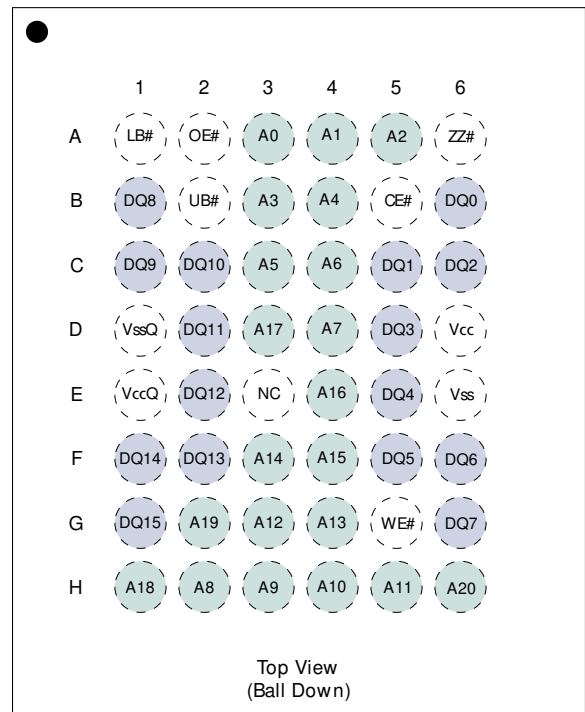 1 2 3 4 5 6
A LB# OE# A0 A1 A2 ZZ#
B DQ8 UB# A3 A4 CE# DQ0
C DQ9 DQ10 A5 A6 DQ1 DQ2
D VssQ DQ11 A17 A7 DQ3 Vcc
E VccQ DQ12 NC A16 DQ4 Vss
F DQ14 DQ13 A14 A15 DQ5 DQ6
G DQ15 A19 A12 A13 WE# DQ7
H A18 A8 A9 A10 A11 A20
Top View
(Ball Down)